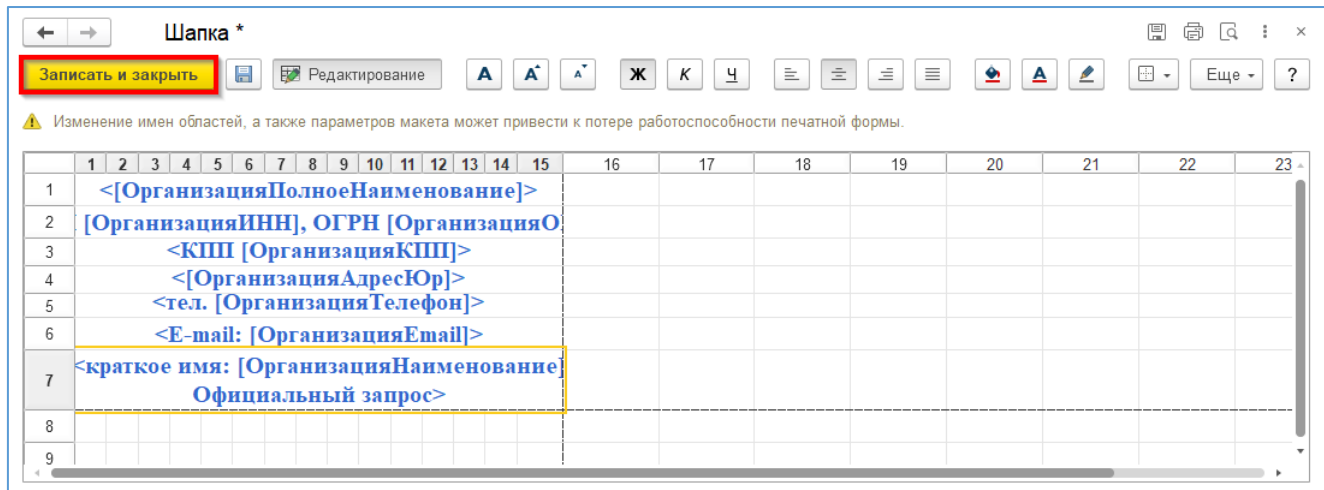 Шапка *
Записать и закрыть Редактирование А А А Ж К Ч Еще ?
Изменение имен областей, а также параметров макета может привести к потере работоспособности печатной формы.
1 2 3 4 5 6 7 8 9 10 11 12 13 14 15 16 17 18 19 20 21 22 23
1 <[ОрганизацияПолноеНаименование]>
2 [ОрганизацияИНН], ОГРН [ОрганизацияО
3 <КПП [ОрганизацияКПП]>
4 <[ОрганизацияАдресЮр]>
5 <тел. [ОрганизацияТелефон]>
6 <E-mail: [ОрганизацияEmail]>
7 <краткое имя: [ОрганизацияНаименование]
Официальный запрос>
8
9